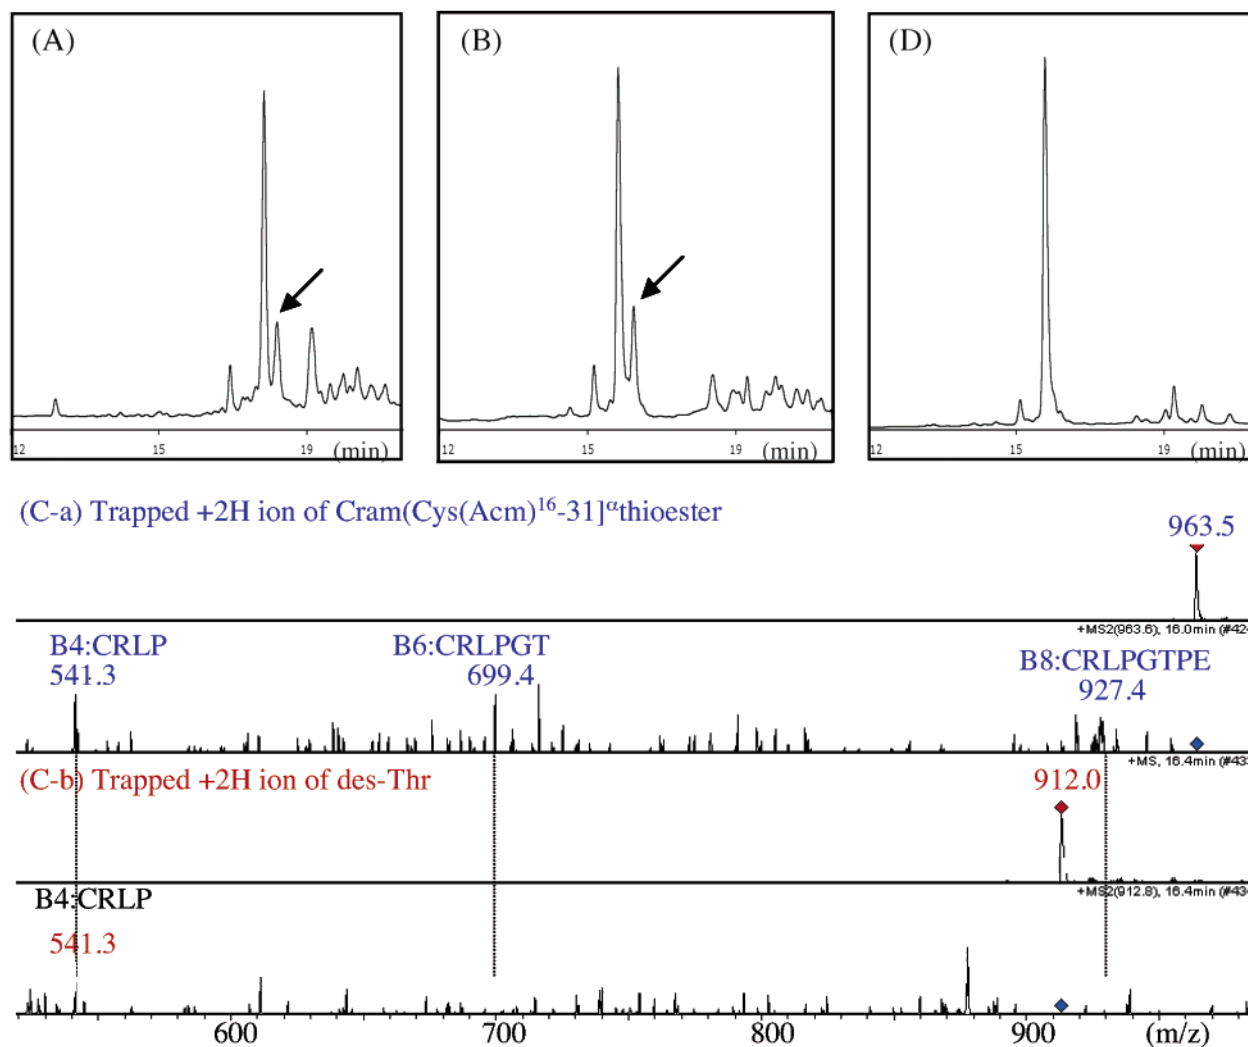 (A)
(B)
(D)
12 15 19 (min)
12 15 19 (min)
12 15 19 (min)
(C-a) Trapped +2H ion of Cram(Cys(Acm)16-31]αthioester
963.5
+MS2(963.6), 16.0min (#42
B4:CRLP
541.3
B6:CRLPGT
699.4
B8:CRLPGTPE
927.4
+MS, 16.4min (#43
(C-b) Trapped +2H ion of des-Thr
912.0
+MS2(912.8), 16.4min (#43
B4:CRLP
541.3
600 700 800 900 (m/z)